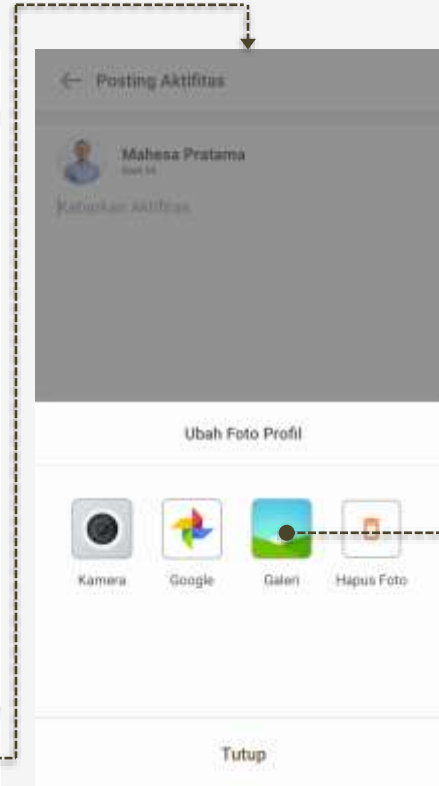 Posting Aktifitas
Mahesa Pratama
Kabarkan Aktifitas
Ubah Foto Profil
Kamera
Google
Galeri
Hapus Foto
Tutup